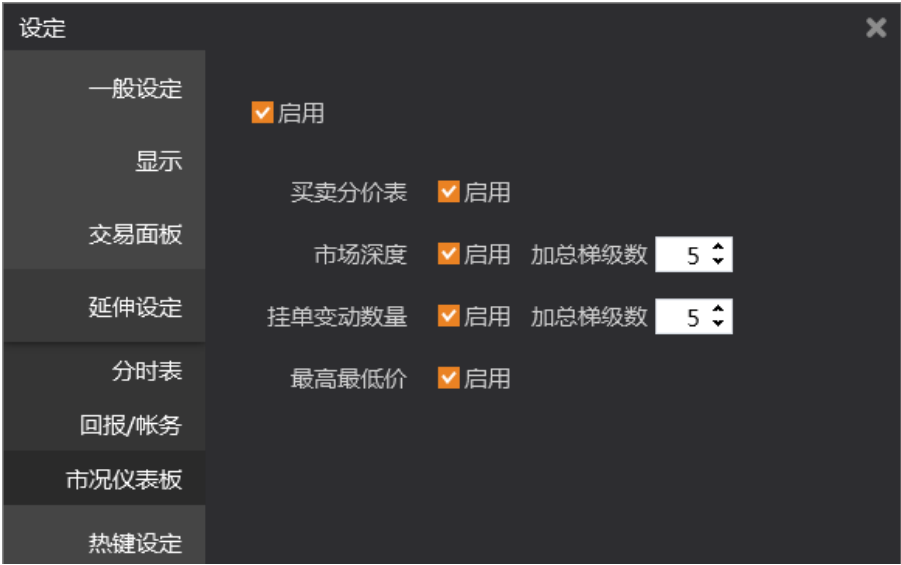 设定
一般设定
显示
交易面板
延伸设定
分时表
回报/帐务
市况仪表板
热键设定
启用
买卖分价表 启用
市场深度 启用 加总梯级数 5
挂单变动数量 启用 加总梯级数 5
最高最低价 启用